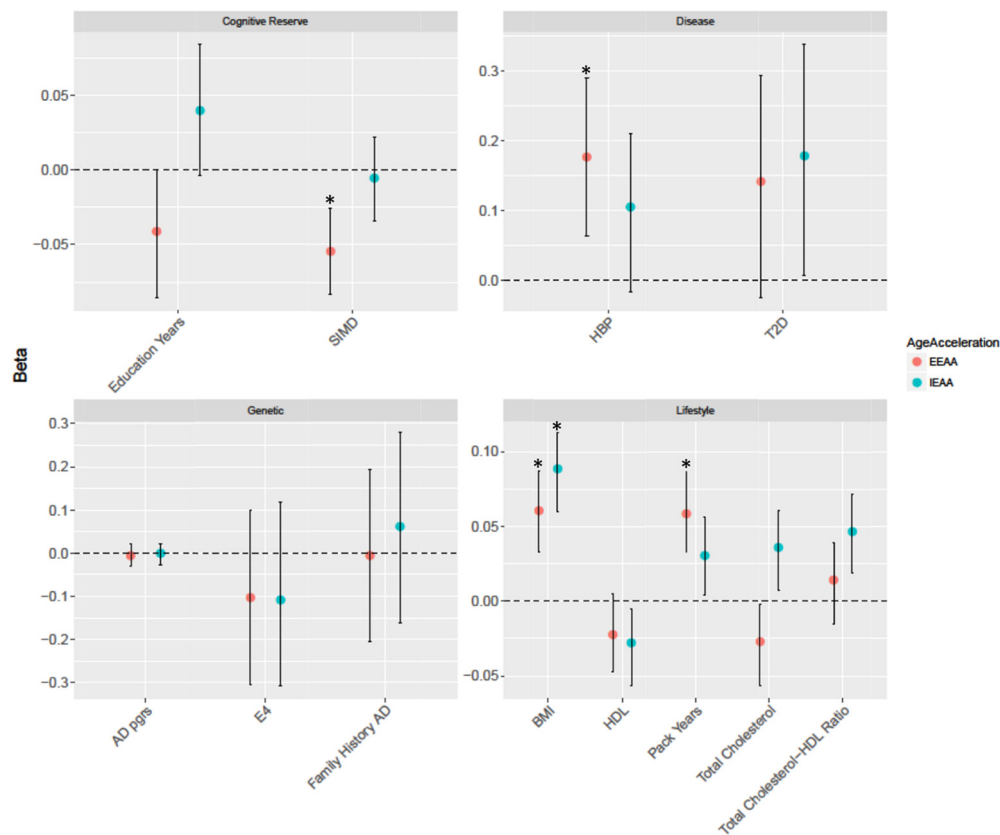 Cognitive Reserve
0.05
0.00
−0.05
*
Education Years
SIMD
Disease
0.3
0.2
0.1
0.0
*
HBP
T2D
Beta
AgeAcceleration
EEAA
IEAA
Genetic
0.3
0.2
0.1
0.0
−0.1
−0.2
−0.3
AD pgrs
E4
Family History AD
Lifestyle
0.10
0.05
0.00
−0.05
*
*
*
BMI
HDL
Pack Years
Total Cholesterol
Total Cholesterol−HDL Ratio